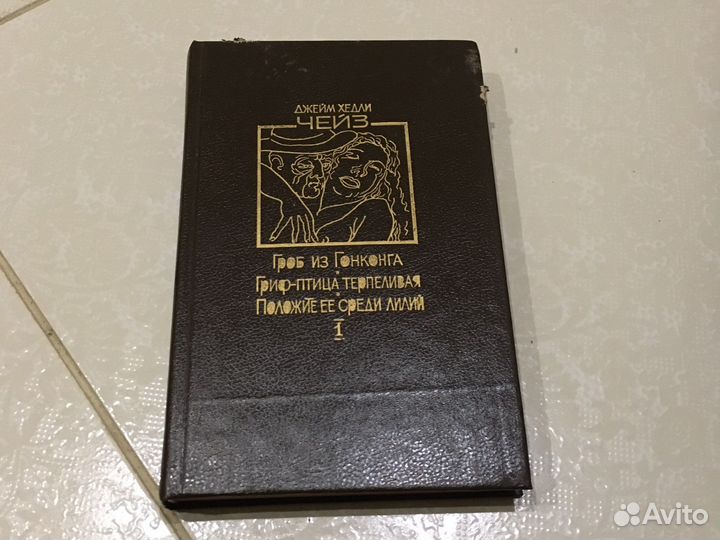 ДЖЕЙМ ХЕДЛИ
ЧЕЙЗ
ГРОБ ИЗ ГОНКОНГА
ГРИФ-ПТИЦА ТЕРПЕЛИВАЯ
ПОЛОЖИТЕ ЕЕ СРЕДИ ЛИЛИЙ
1
Avito